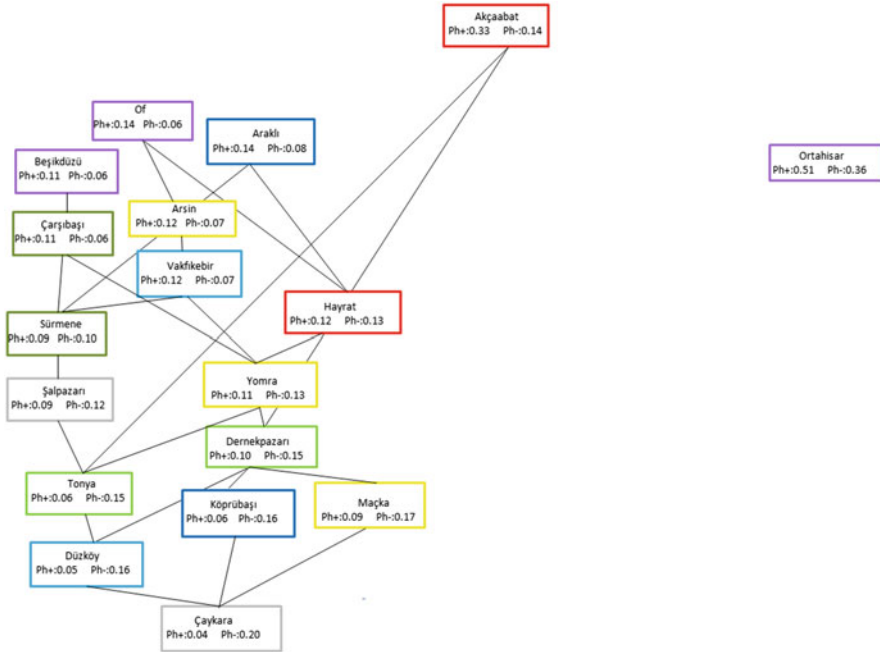 Akçaabat
Ph+:0.33 Ph-:0.14
Of
Ph+:0.14 Ph-:0.06
Araklı
Ph+:0.14 Ph-:0.08
Ortahisar
Ph+:0.51 Ph-:0.36
Beşikdüzü
Ph+:0.11 Ph-:0.06
Arsin
Ph+:0.12 Ph-:0.07
Çarşıbaşı
Ph+:0.11 Ph-:0.06
Vakfıkebir
Ph+:0.12 Ph-:0.07
Hayrat
Ph+:0.12 Ph-:0.13
Sürmene
Ph+:0.09 Ph-:0.10
Yomra
Ph+:0.11 Ph-:0.13
Şalpazarı
Ph+:0.09 Ph-:0.12
Dernekpazarı
Ph+:0.10 Ph-:0.15
Tonya
Ph+:0.06 Ph-:0.15
Köprübaşı
Ph+:0.06 Ph-:0.16
Maçka
Ph+:0.09 Ph-:0.17
Düzköy
Ph+:0.05 Ph-:0.16
Çaykara
Ph+:0.04 Ph-:0.20